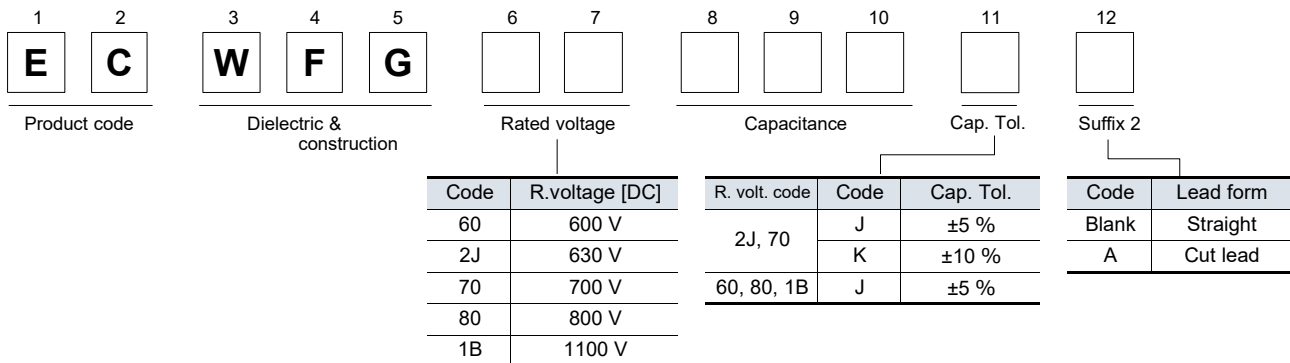 1 2 3 4 5 6 7 8 9 10 11 12
E C W F G
Product code Dielectric & construction Rated voltage Capacitance Cap. Tol. Suffix 2
Code R.voltage [DC]
60 600 V
2J 630 V
70 700 V
80 800 V
1B 1100 V
R. volt. code Code Cap. Tol.
2J, 70 J ±5 %
K ±10 %
60, 80, 1B J ±5 %
Code Lead form
Blank Straight
A Cut lead